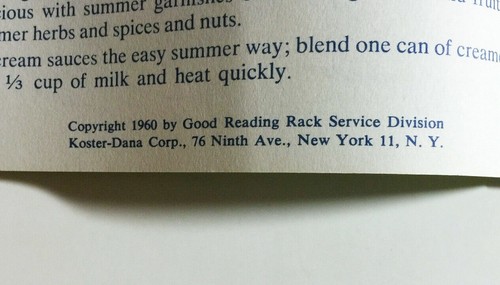 cious with summer garnishes
mer herbs and spices and nuts.
cream sauces the easy summer way; blend one can of cream
1/3 cup of milk and heat quickly.
Copyright 1960 by Good Reading Rack Service Division
Koster-Dana Corp., 76 Ninth Ave., New York 11, N. Y.